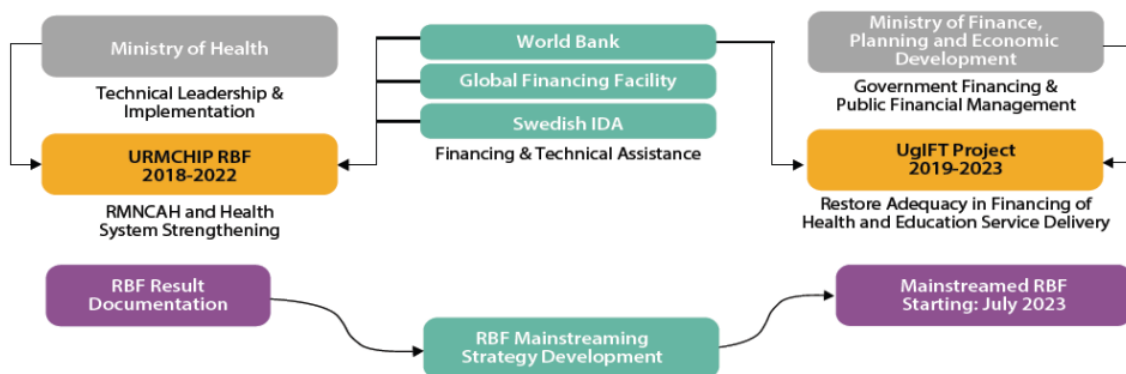 Ministry of Health
Technical Leadership &
Implementation
URMCHIP RBF
2018-2022
RMNCAH and Health
System Strengthening
World Bank
Global Financing Facility
Swedish IDA
Financing & Technical Assistance
Ministry of Finance,
Planning and Economic
Development
Government Financing &
Public Financial Management
UgIFT Project
2019-2023
Restore Adequacy in Financing of
Health and Education Service Delivery
RBF Result
Documentation
RBF Mainstreaming
Strategy Development
Mainstreamed RBF
Starting: July 2023